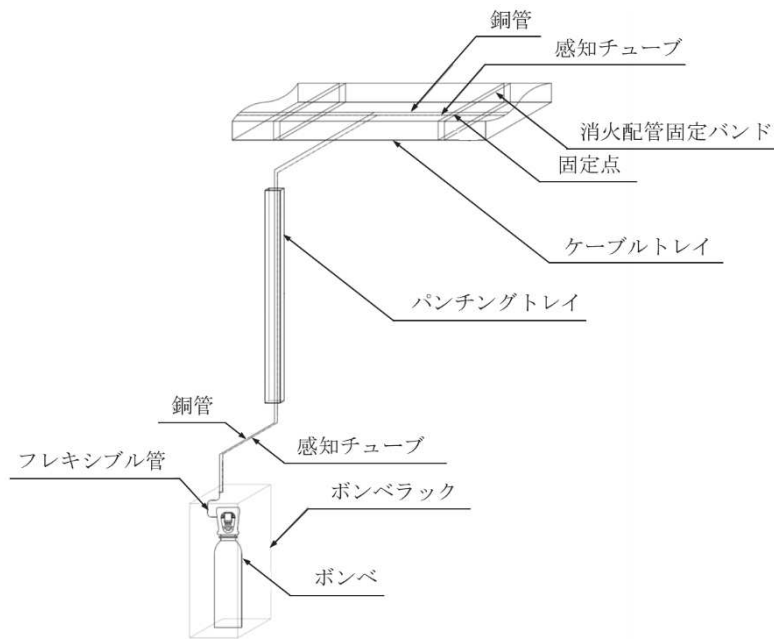 銅管
感知チューブ
消火配管固定バンド
固定点
ケーブルトレイ
パンチングトレイ
銅管
感知チューブ
フレキシブル管
ボンベラック
ボンベ